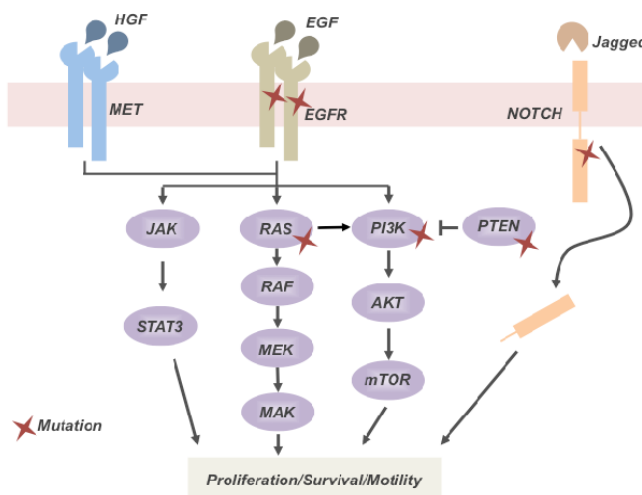 HGF
EGF
Jagged
MET
EGFR
NOTCH
JAK
RAS
PI3K
PTEN
RAF
AKT
STAT3
MEK
mTOR
MAK
Mutation
Proliferation/Survival/Motility